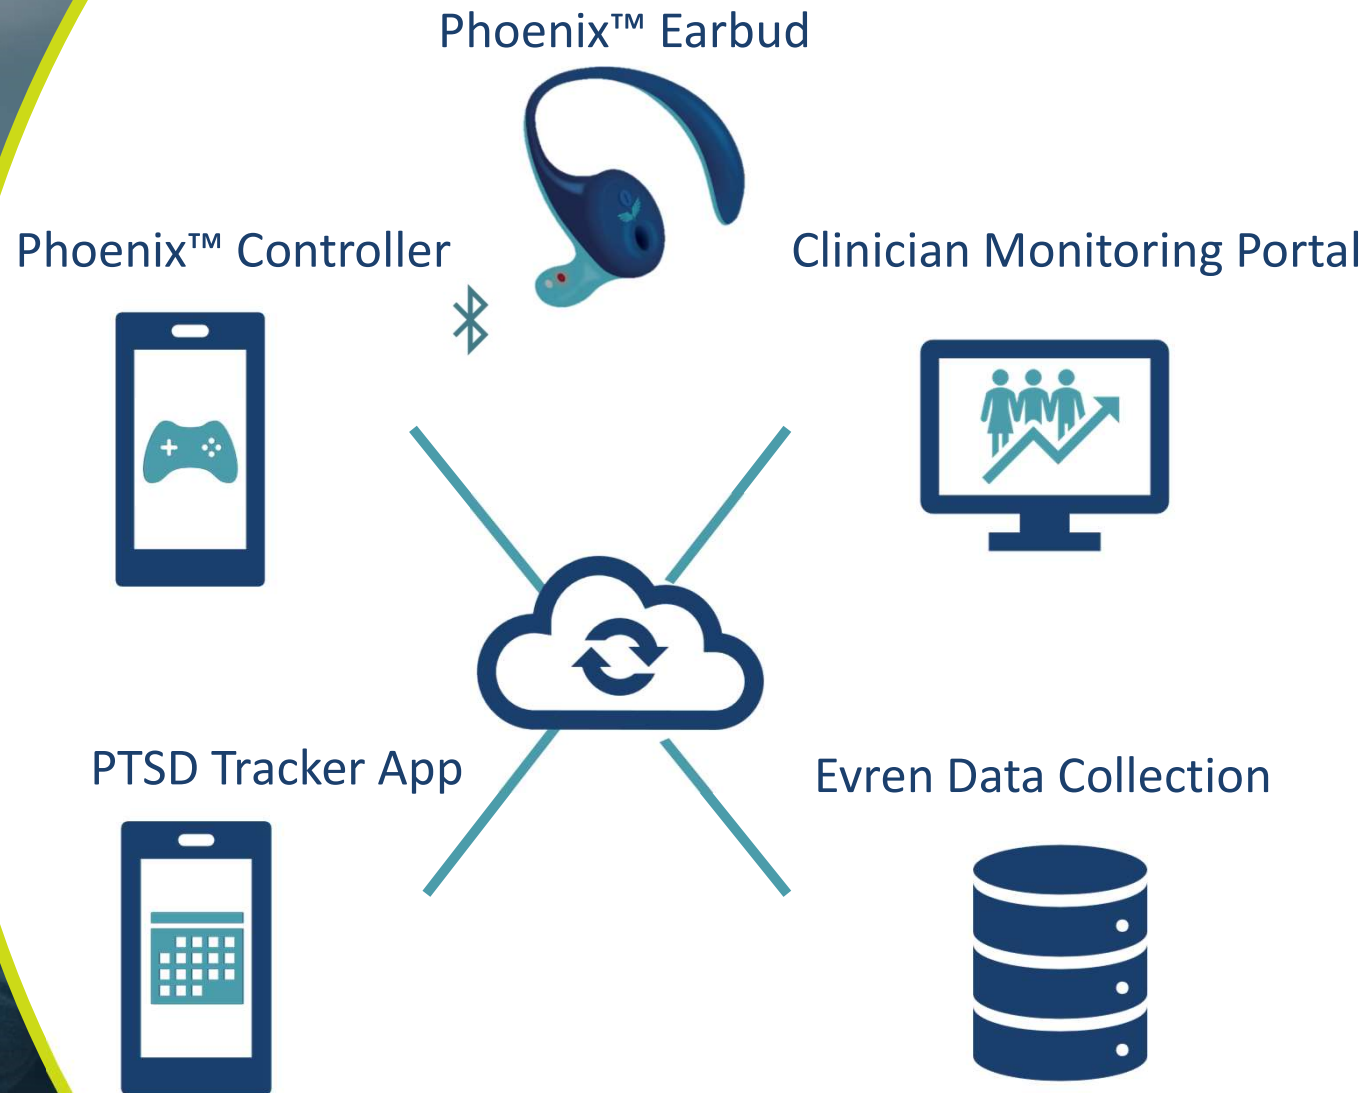 Phoenix™ Earbud
Phoenix™ Controller
Clinician Monitoring Portal
PTSD Tracker App
Evren Data Collection